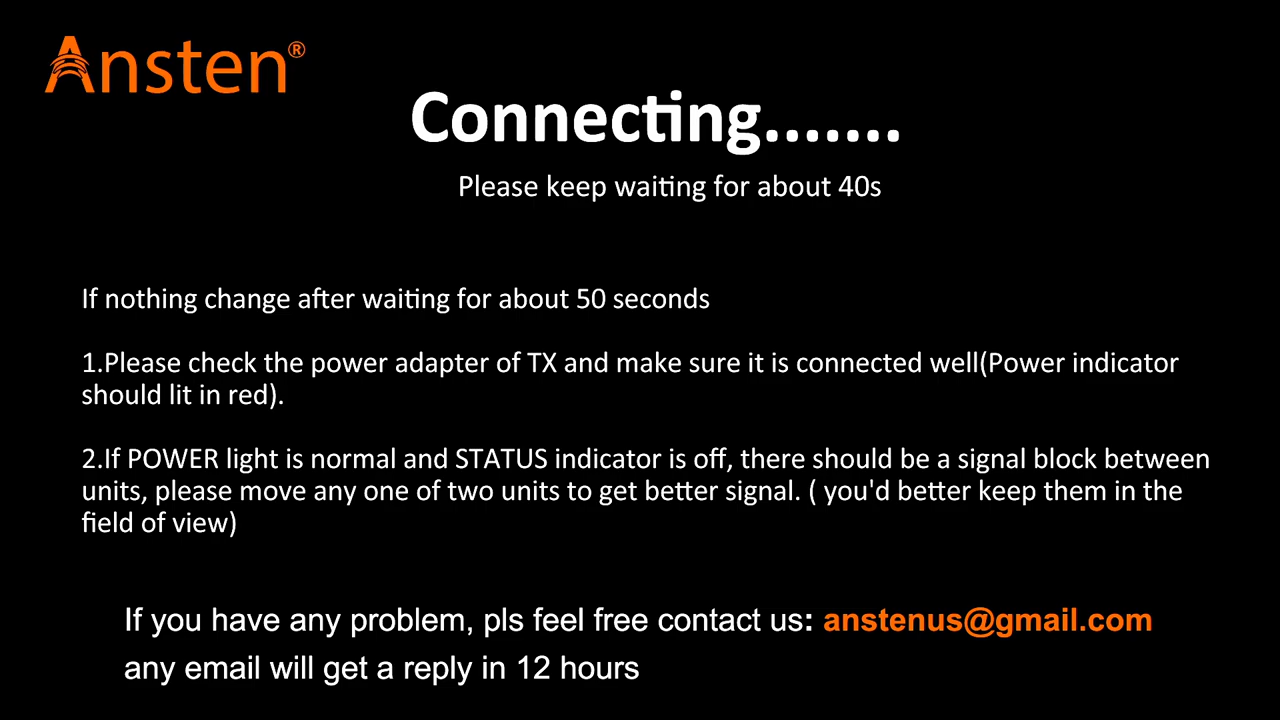 Ansten®
Connecting.......
Please keep waiting for about 40s
If nothing change after waiting for about 50 seconds
1.Please check the power adapter of TX and make sure it is connected well(Power indicator
should lit in red).
2.If POWER light is normal and STATUS indicator is off, there should be a signal block between
units, please move any one of two units to get better signal. ( you'd better keep them in the
field of view)
If you have any problem, pls feel free contact us: anstenus@gmail.com
any email will get a reply in 12 hours